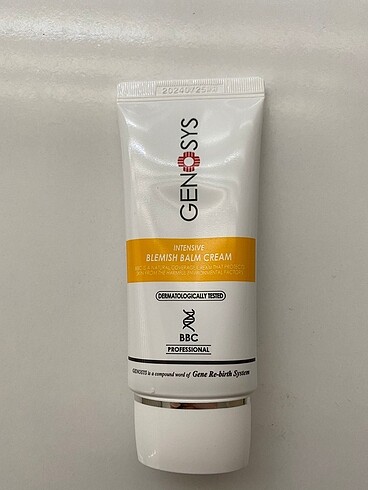 GENOSYS
INTENSIVE
BLEMISH BALM CREAM
DERMATOLOGICALLY TESTED
BBC
PROFESSIONAL
GENOSYS is a compound word of Gene Re-birth System